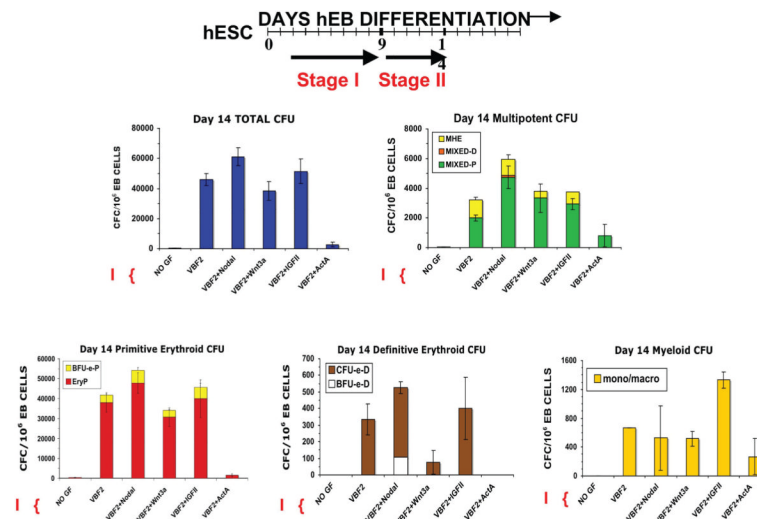 DAYS hEB DIFFERENTIATION
hESC
0 9 1
4
Stage I Stage II
Day 14 TOTAL CFU
CFC/10⁶ EB CELLS
80000
60000
40000
20000
0
NO GF
VBF2
VBF2+Nodal
VBF2+Wnt3a
VBF2+IGFII
VBF2+ActA
I {
Day 14 Multipotent CFU
CFC/10⁶ EB CELLS
8000
6000
4000
2000
0
MHE
MIXED-D
MIXED-P
NO GF
VBF2
VBF2+Nodal
VBF2+Wnt3a
VBF2+IGFII
VBF2+ActA
I {
Day 14 Primitive Erythroid CFU
CFC/10⁶ EB CELLS
60000
50000
40000
30000
20000
10000
0
BFU-e-P
EryP
NO GF
VBF2
VBF2+Nodal
VBF2+Wnt3a
VBF2+IGFII
VBF2+ActA
I {
Day 14 Definitive Erythroid CFU
CFC/10⁶ EB CELLS
700
600
500
400
300
200
100
0
CFU-e-D
BFU-e-D
NO GF
VBF2
VBF2+Nodal
VBF2+Wnt3a
VBF2+IGFII
VBF2+ActA
I {
Day 14 Myeloid CFU
CFC/10⁶ EB CELLS
1600
1200
800
400
0
mono/macro
NO GF
VBF2
VBF2+Nodal
VBF2+Wnt3a
VBF2+IGFII
VBF2+ActA
I {